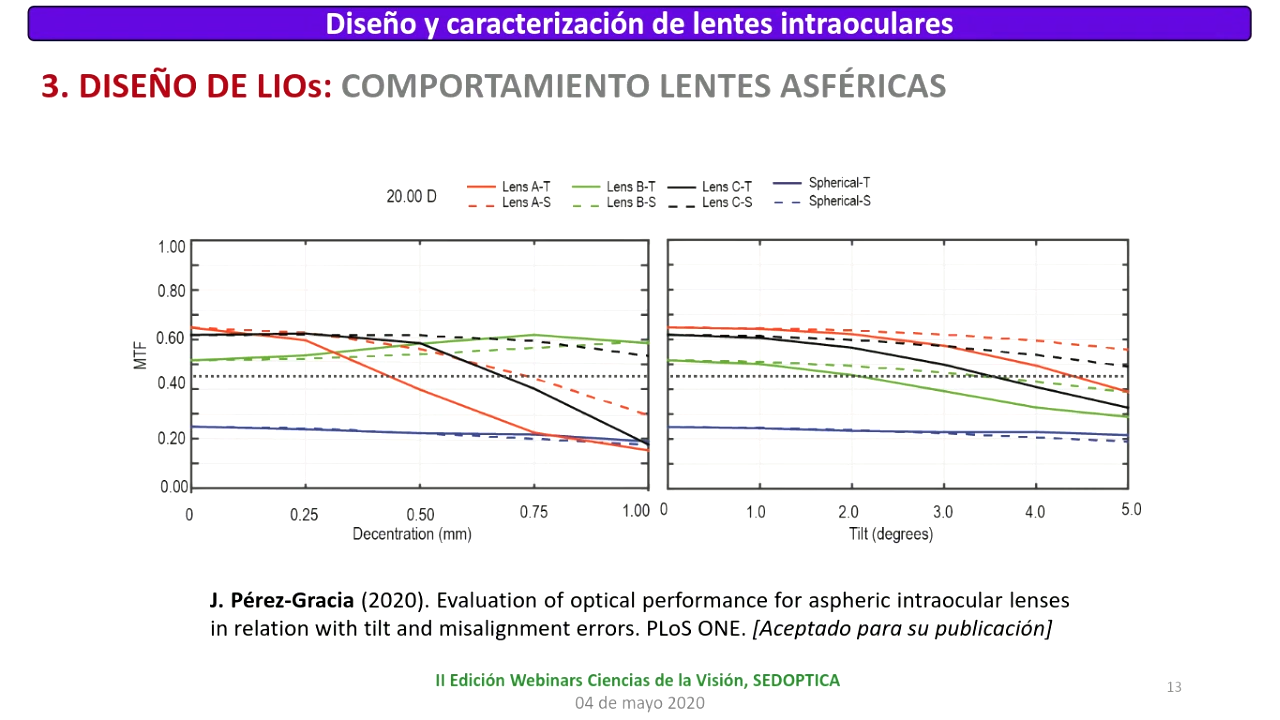 Diseño y caracterización de lentes intraoculares
3. DISEÑO DE LIOs: COMPORTAMIENTO LENTES ASFÉRICAS
20.00 D
Lens A-T
Lens B-T
Lens C-T
Spherical-T
Lens A-S
Lens B-S
Lens C-S
Spherical-S
MTF
1.00
0.80
0.60
0.40
0.20
0.00
0
0.25
0.50
0.75
1.00
Decentration (mm)
0
1.0
2.0
3.0
4.0
5.0
Tilt (degrees)
J. Pérez-Gracia (2020). Evaluation of optical performance for aspheric intraocular lenses
in relation with tilt and misalignment errors. PLoS ONE. [Aceptado para su publicación]
II Edición Webinars Ciencias de la Visión, SEDOPTICA
04 de mayo 2020
13